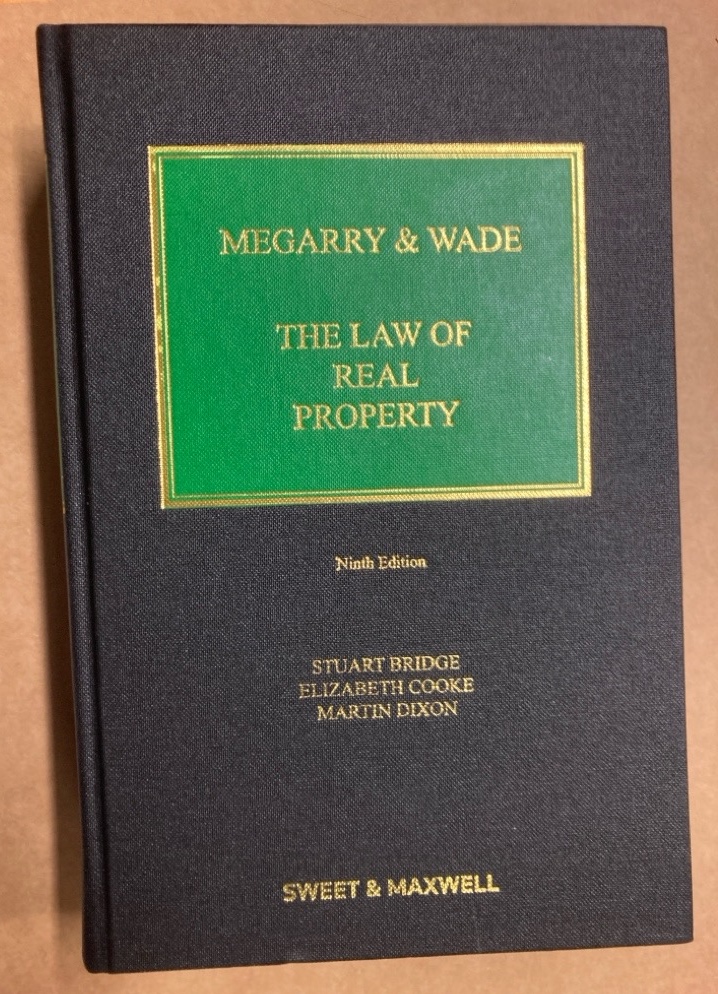 MEGARRY & WADE
THE LAW OF
REAL
PROPERTY
Ninth Edition
STUART BRIDGE
ELIZABETH COOKE
MARTIN DIXON
SWEET & MAXWELL